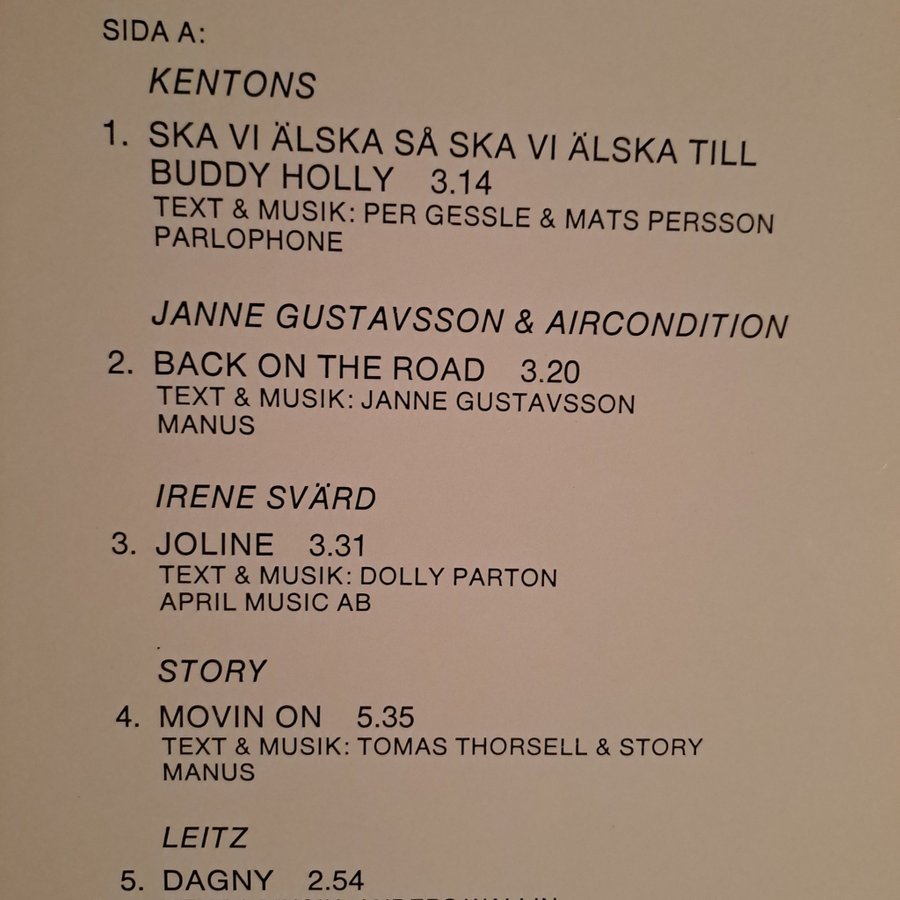 SIDA A:
KENTONS
1. SKA VI ÄLSKA SÅ SKA VI ÄLSKA TILL
BUDDY HOLLY 3.14
TEXT & MUSIK: PER GESSLE & MATS PERSSON
PARLOPHONE
JANNE GUSTAVSSON & AIRCONDITION
2. BACK ON THE ROAD 3.20
TEXT & MUSIK: JANNE GUSTAVSSON
MANUS
IRENE SVÄRD
3. JOLINE 3.31
TEXT & MUSIK: DOLLY PARTON
APRIL MUSIC AB
STORY
4. MOVIN ON 5.35
TEXT & MUSIK: TOMAS THORSELL & STORY
MANUS
LEITZ
5. DAGNY 2.54